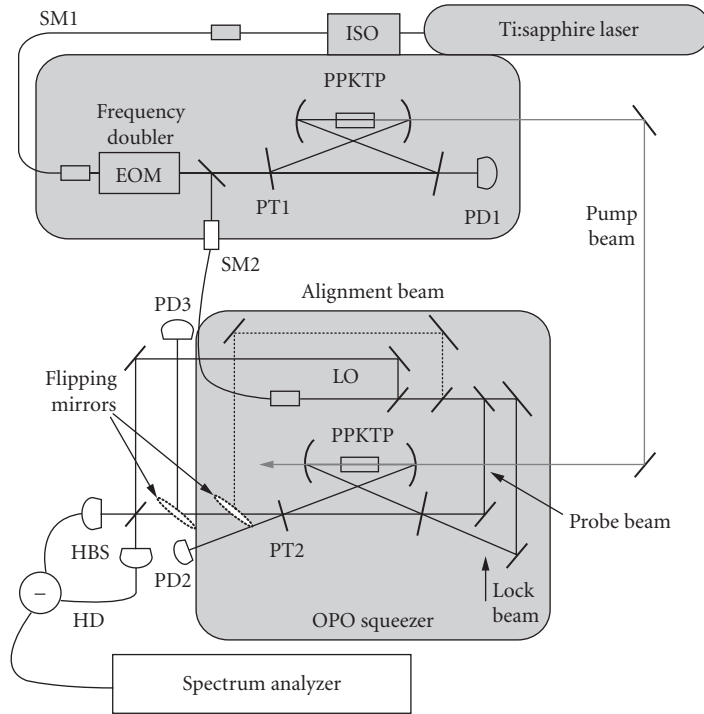 SM1
ISO
Ti:sapphire laser
PPKTP
Frequency
doubler
EOM
PT1
PD1
Pump
beam
SM2
Alignment beam
PD3
LO
Flipping
mirrors
PPKTP
Probe beam
HBS
PD2
PT2
Lock
beam
−
HD
OPO squeezer
Spectrum analyzer